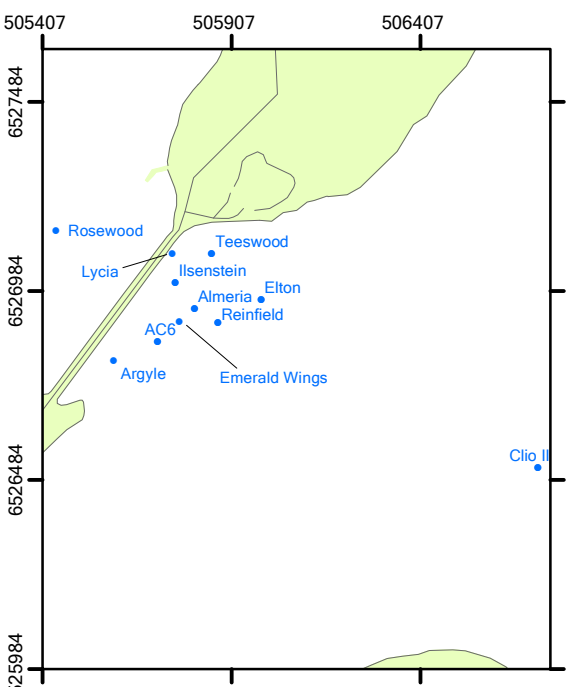 505407 505907 506407
6527484
Rosewood
Teeswood
Lycia
Ilsenstein
6526984
Elton
Almeria
Reinfield
AC6
Argyle
Emerald Wings
Clio II
6526484